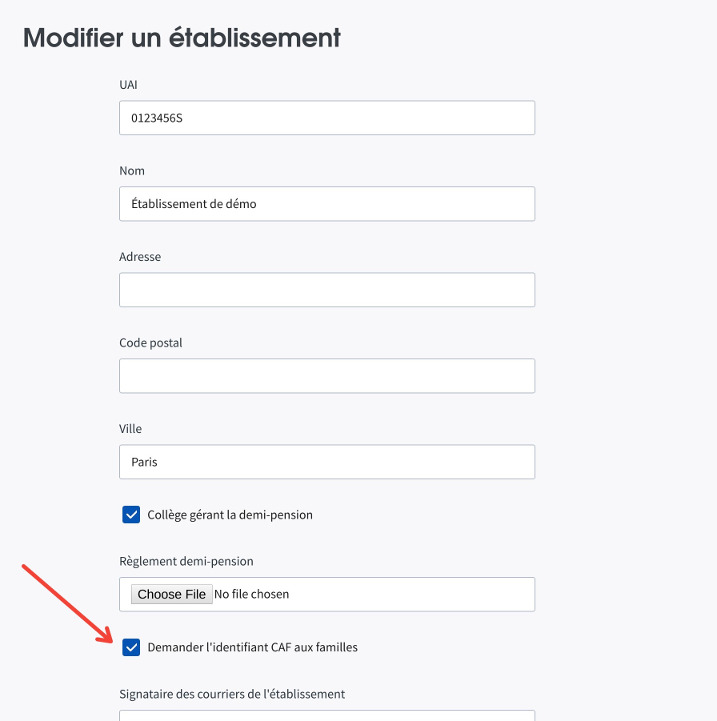 Modifier un établissement
UAI
0123456S
Nom
Établissement de démo
Adresse
Code postal
Ville
Paris
Collège gérant la demi-pension
Règlement demi-pension
Choose File No file chosen
Demander l'identifiant CAF aux familles
Signataire des courriers de l'établissement